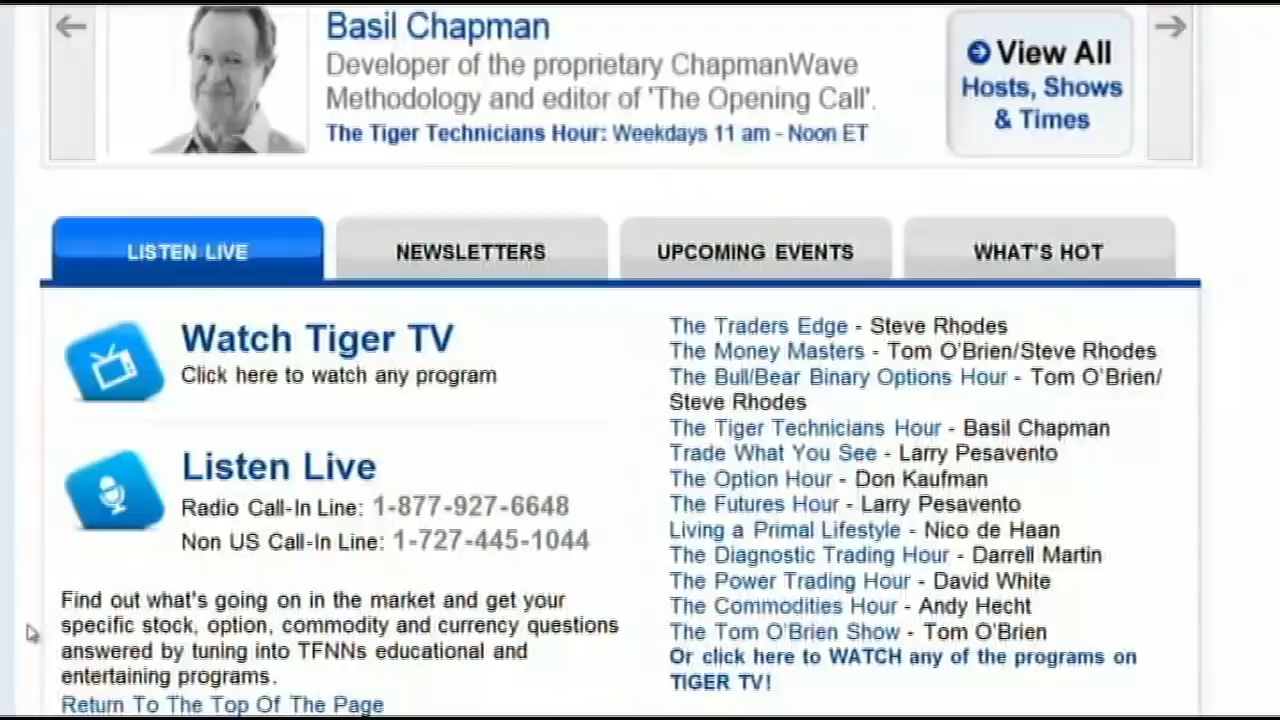 Basil Chapman
Developer of the proprietary ChapmanWave
Methodology and editor of 'The Opening Call'.
The Tiger Technicians Hour: Weekdays 11 am - Noon ET
View All
Hosts, Shows
& Times
LISTEN LIVE
NEWSLETTERS
UPCOMING EVENTS
WHAT'S HOT
Watch Tiger TV
Click here to watch any program
Listen Live
Radio Call-In Line: 1-877-927-6648
Non US Call-In Line: 1-727-445-1044
Find out what's going on in the market and get your
specific stock, option, commodity and currency questions
answered by tuning into TFNNs educational and
entertaining programs.
Return To The Top Of The Page
The Traders Edge - Steve Rhodes
The Money Masters - Tom O'Brien/Steve Rhodes
The Bull/Bear Binary Options Hour - Tom O'Brien/
Steve Rhodes
The Tiger Technicians Hour - Basil Chapman
Trade What You See - Larry Pesavento
The Option Hour - Don Kaufman
The Futures Hour - Larry Pesavento
Living a Primal Lifestyle - Nico de Haan
The Diagnostic Trading Hour - Darrell Martin
The Power Trading Hour - David White
The Commodities Hour - Andy Hecht
The Tom O'Brien Show - Tom O'Brien
Or click here to WATCH any of the programs on
TIGER TV!